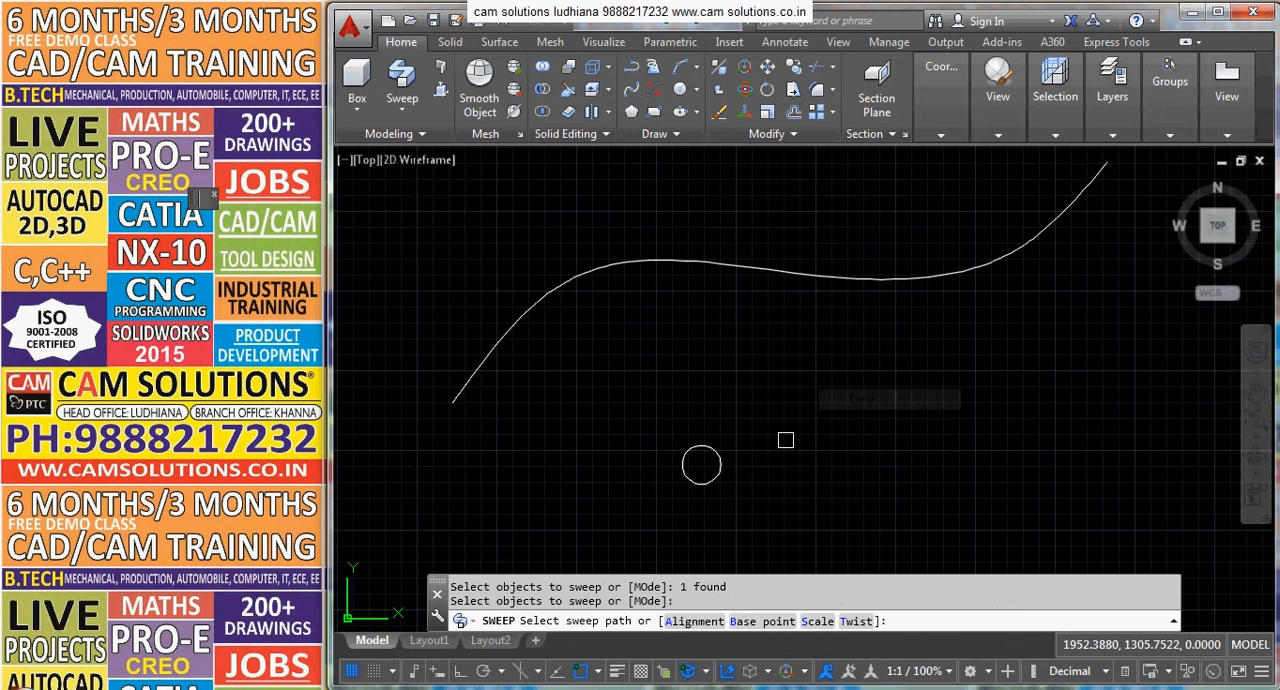 6 MONTHS/3 MONTHS
FREE DEMO CLASS
CAD/CAM TRAINING
B.TECH MECHANICAL, PRODUCTION, AUTOMOBILE, COMPUTER, IT, ECE, EE
LIVE
PROJECTS
MATHS
200+
DRAWINGS
PRO-E
CREO
JOBS
AUTOCAD
2D,3D
CATIA
CAD/CAM
TOOL DESIGN
C,C++
NX-10
CNC
PROGRAMMING
INDUSTRIAL
TRAINING
ISO
9001-2008
CERTIFIED
SOLIDWORKS
2015
PRODUCT
DEVELOPMENT
CAM
PTC
CAM SOLUTIONS®
HEAD OFFICE: LUDHIANA
BRANCH OFFICE: KHANNA
PH:9888217232
WWW.CAMSOLUTIONS.CO.IN
6 MONTHS/3 MONTHS
FREE DEMO CLASS
CAD/CAM TRAINING
B.TECH MECHANICAL, PRODUCTION, AUTOMOBILE, COMPUTER, IT, ECE, EE
LIVE
PROJECTS
MATHS
200+
DRAWINGS
PRO-E
CREO
JOBS
AUTOCAD
cam solutions ludhiana 9888217232 www.cam solutions.co.in
Type a keyword or phrase
Sign In
Home Solid Surface Mesh Visualize Parametric Insert Annotate View Manage Output Add-ins A360 Express Tools
Box
Sweep
Smooth
Object
Section
Plane
Coor...
View
Selection
Layers
Groups
View
Modeling
Mesh
Solid Editing
Draw
Modify
Section
[−][Top][2D Wireframe]
N
W
TOP
E
S
WCS
Enter
Y
X
Select objects to sweep or [MOde]: 1 found
Select objects to sweep or [MOde]:
SWEEP Select sweep path or [Alignment Base point Scale Twist]:
Model Layout1 Layout2 +
1952.3880, 1305.7522, 0.0000 MODEL
1:1 / 100%
Decimal